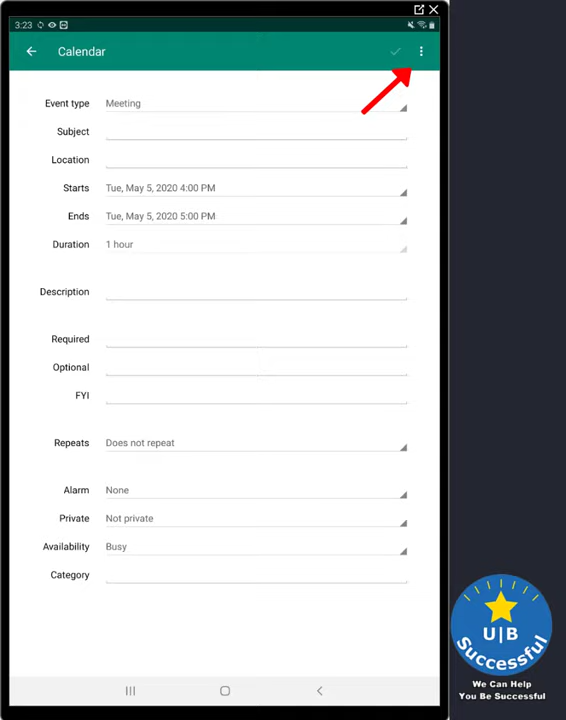 3:23
Calendar
Event type Meeting
Subject
Location
Starts Tue, May 5, 2020 4:00 PM
Ends Tue, May 5, 2020 5:00 PM
Duration 1 hour
Description
Required
Optional
FYI
Repeats Does not repeat
Alarm None
Private Not private
Availability Busy
Category
U|B
Successful
We Can Help
You Be Successful